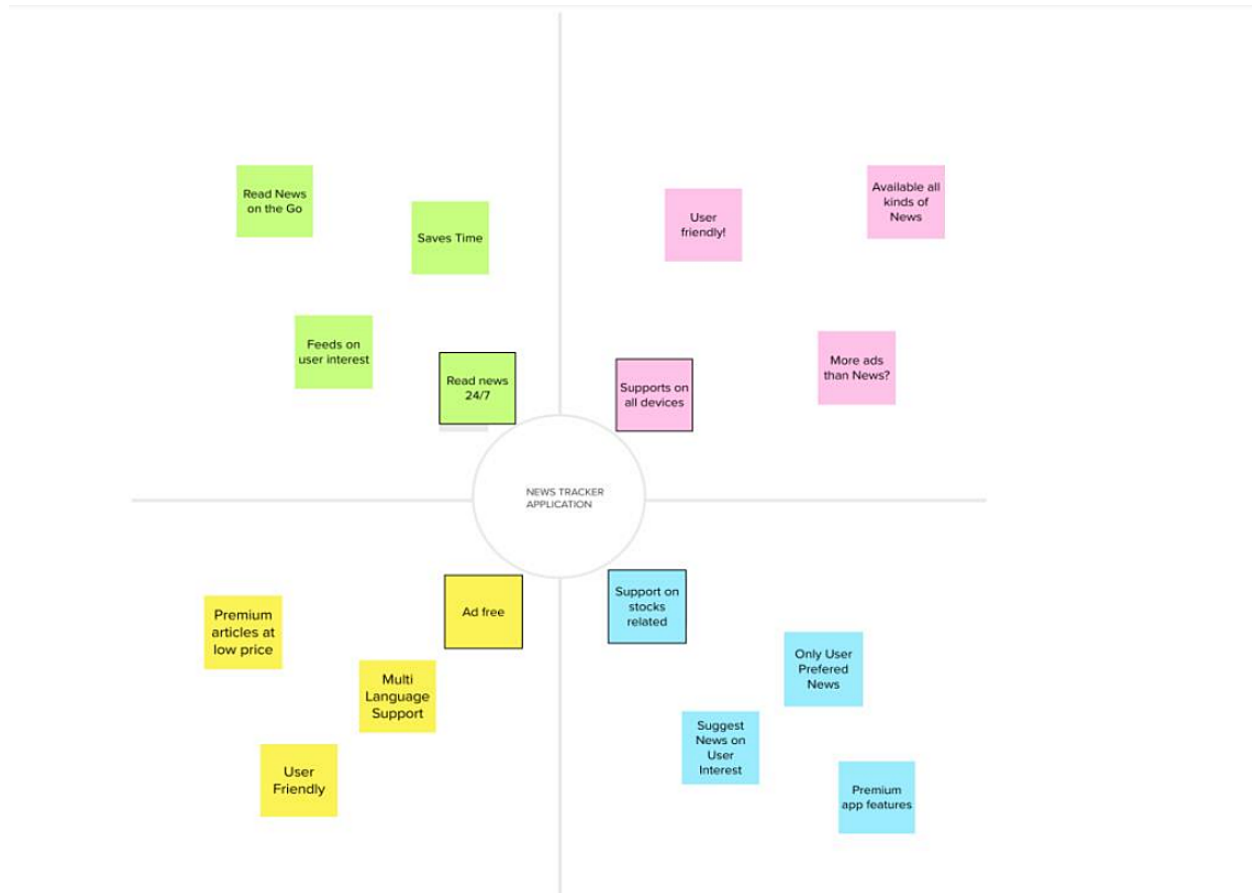 Read News
on the Go
Saves Time
Feeds on
user interest
Read news
24/7
User
friendly!
Available all
kinds of
News
More ads
than News?
Supports on
all devices
NEWS TRACKER
APPLICATION
Premium
articles at
low price
Ad free
Multi
Language
Support
User
Friendly
Support on
stocks
related
Only User
Prefered
News
Suggest
News on
User
Interest
Premium
app features